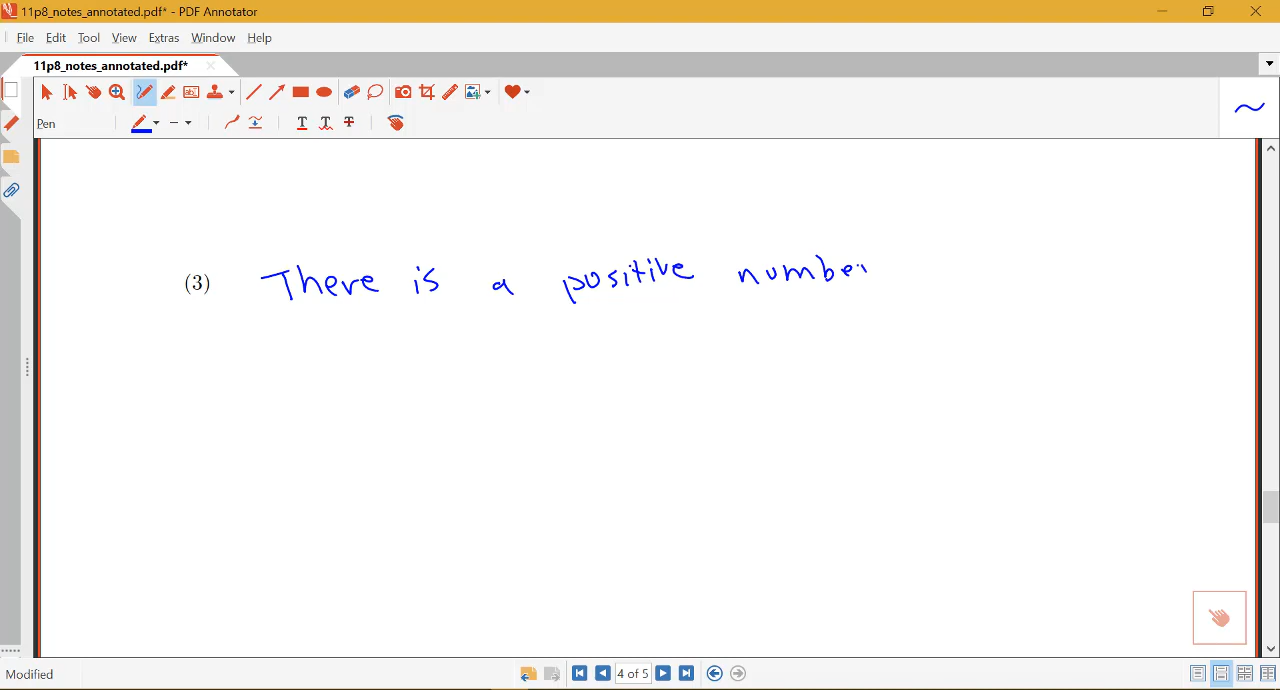 11p8_notes_annotated.pdf* - PDF Annotator
File Edit Tool View Extras Window Help
11p8_notes_annotated.pdf*
Pen
T T T
(3) There is a positive number
Modified
4 of 5